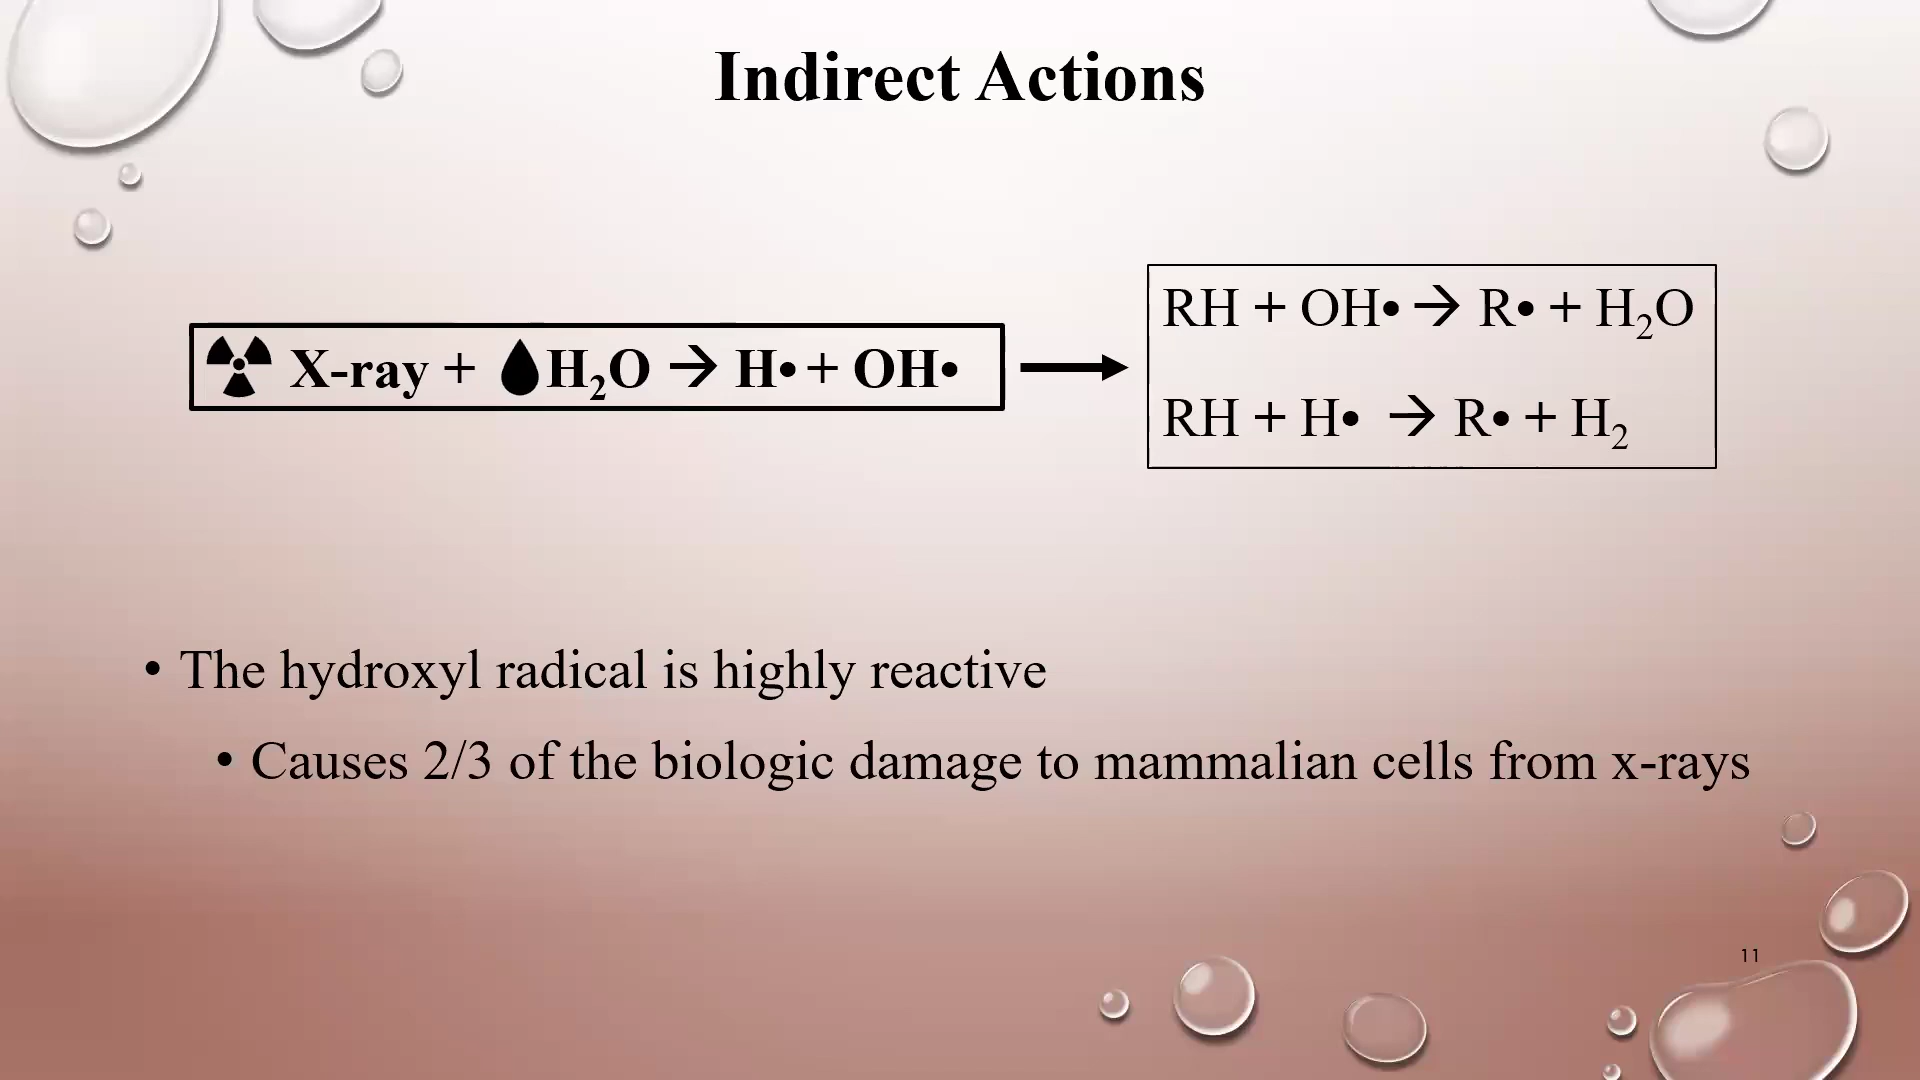 Indirect Actions
X-ray + H₂O → H• + OH•
RH + OH• → R• + H₂O
RH + H• → R• + H₂
• The hydroxyl radical is highly reactive
• Causes 2/3 of the biologic damage to mammalian cells from x-rays
11